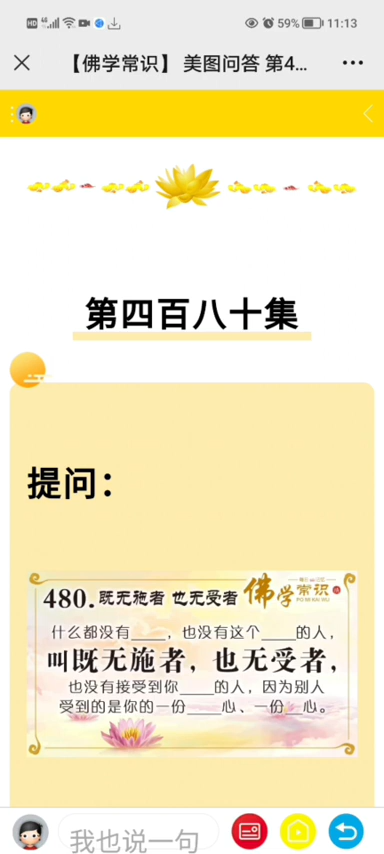 HD 59% 11:13
【佛学常识】 美图问答 第4...
第四百八十集
提问：
480.既无施者 也无受者 佛学常识
什么都没有____，也没有这个____的人，
叫既无施者，也无受者，
也没有接受到你____的人，因为别人
受到的是你的一份____心、一份__心。
我也说一句